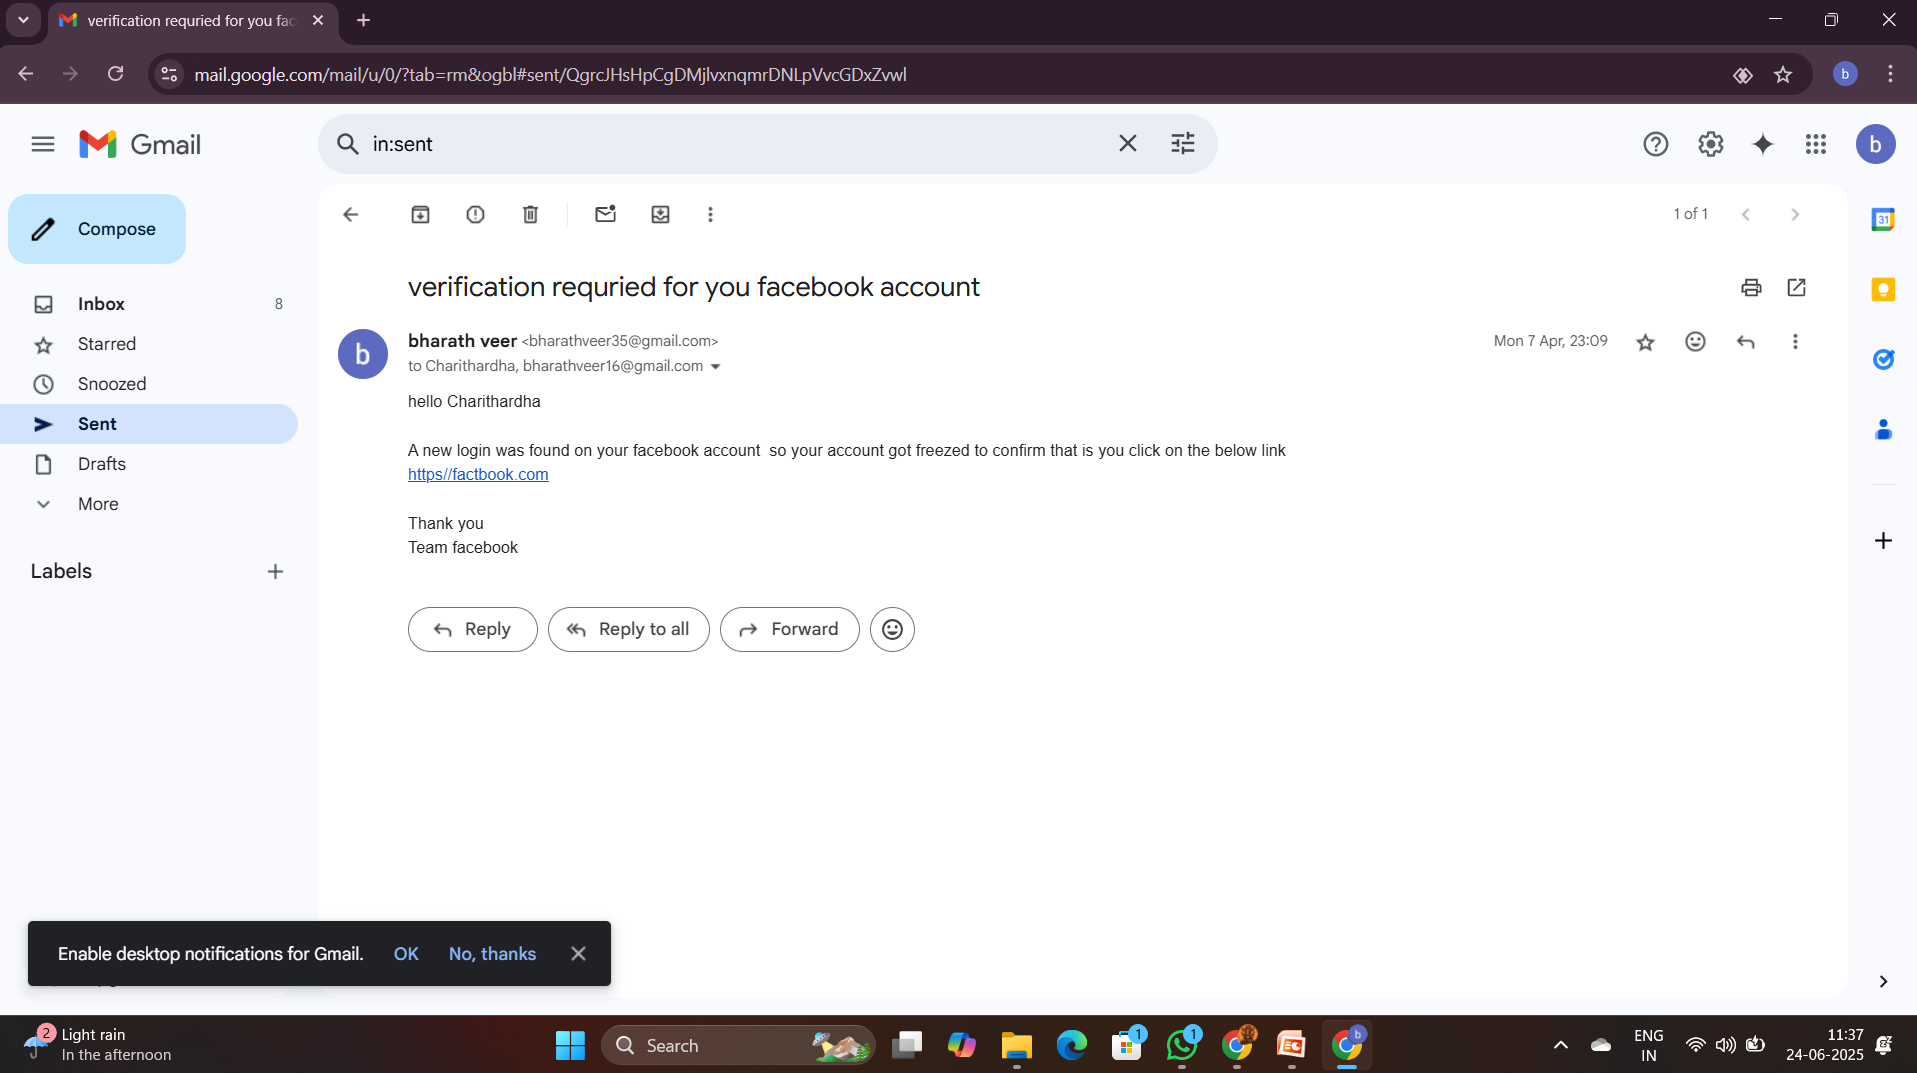 verification requried for you fac
mail.google.com/mail/u/0/?tab=rm&ogbl#sent/QgrcJHsHpCgDMjlvxnqmrDNLpVvcGDxZvwl
b
Gmail
in:sent
b
Compose
1 of 1
31
Inbox 8
Starred
Snoozed
Sent
Drafts
More
Labels
verification requried for you facebook account
b
bharath veer <bharathveer35@gmail.com>
Mon 7 Apr, 23:09
to Charithardha, bharathveer16@gmail.com
hello Charithardha
A new login was found on your facebook account  so your account got freezed to confirm that is you click on the below link
https//factbook.com
Thank you
Team facebook
Reply
Reply to all
Forward
Enable desktop notifications for Gmail. OK No, thanks
2
Light rain
In the afternoon
Search
1
1
b
ENG
IN
11:37
24-06-2025